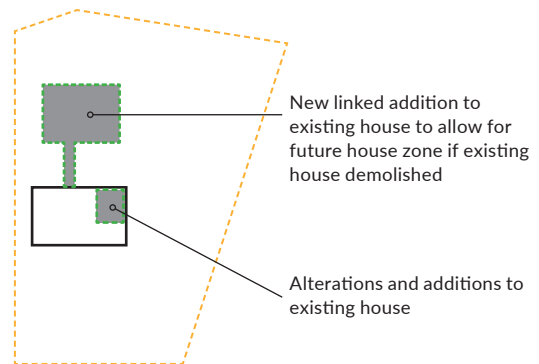 New linked addition to
existing house to allow for
future house zone if existing
house demolished
Alterations and additions to
existing house